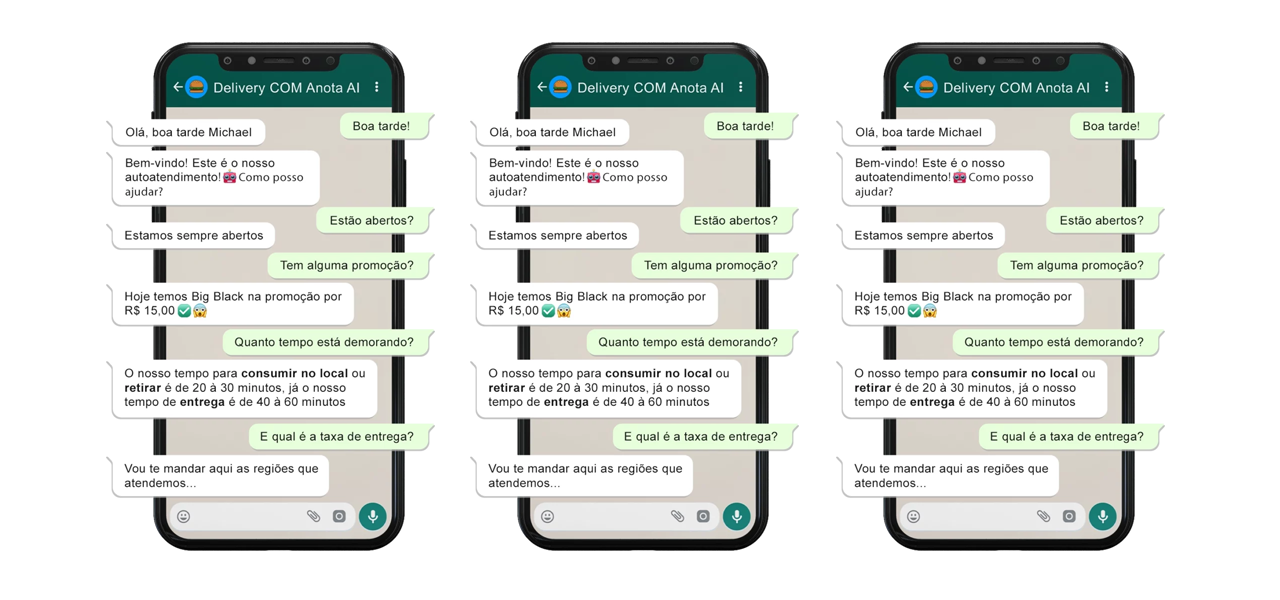 Delivery COM Anota AI
Boa tarde!
Olá, boa tarde Michael
Bem-vindo! Este é o nosso
autoatendimento!🤖Como posso
ajudar?
Estão abertos?
Estamos sempre abertos
Tem alguma promoção?
Hoje temos Big Black na promoção por
R$ 15,00✅😱
Quanto tempo está demorando?
O nosso tempo para consumir no local ou
retirar é de 20 à 30 minutos, já o nosso
tempo de entrega é de 40 à 60 minutos
E qual é a taxa de entrega?
Vou te mandar aqui as regiões que
atendemos...
Delivery COM Anota AI
Boa tarde!
Olá, boa tarde Michael
Bem-vindo! Este é o nosso
autoatendimento!🤖Como posso
ajudar?
Estão abertos?
Estamos sempre abertos
Tem alguma promoção?
Hoje temos Big Black na promoção por
R$ 15,00✅😱
Quanto tempo está demorando?
O nosso tempo para consumir no local ou
retirar é de 20 à 30 minutos, já o nosso
tempo de entrega é de 40 à 60 minutos
E qual é a taxa de entrega?
Vou te mandar aqui as regiões que
atendemos...
Delivery COM Anota AI
Boa tarde!
Olá, boa tarde Michael
Bem-vindo! Este é o nosso
autoatendimento!🤖Como posso
ajudar?
Estão abertos?
Estamos sempre abertos
Tem alguma promoção?
Hoje temos Big Black na promoção por
R$ 15,00✅😱
Quanto tempo está demorando?
O nosso tempo para consumir no local ou
retirar é de 20 à 30 minutos, já o nosso
tempo de entrega é de 40 à 60 minutos
E qual é a taxa de entrega?
Vou te mandar aqui as regiões que
atendemos...